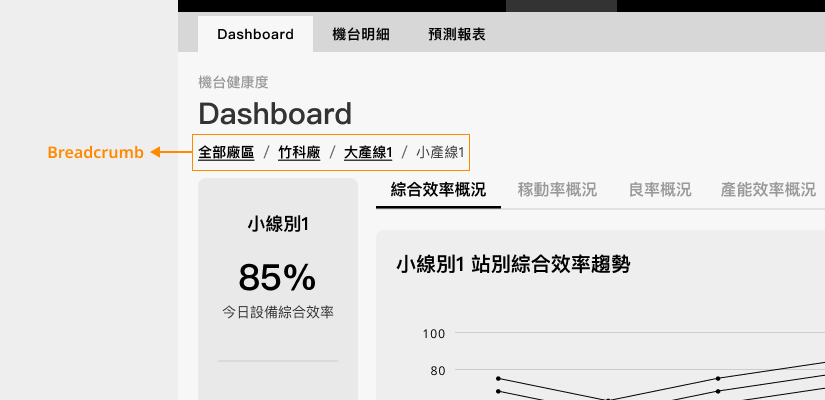 Dashboard 機台明細 預測報表
機台健康度
Dashboard
Breadcrumb
全部廠區 / 竹科廠 / 大產線1 / 小產線1
綜合效率概況 稼動率概況 良率概況 產能效率概況
小線別1
85%
今日設備綜合效率
小線別1 站別綜合效率趨勢
100
80